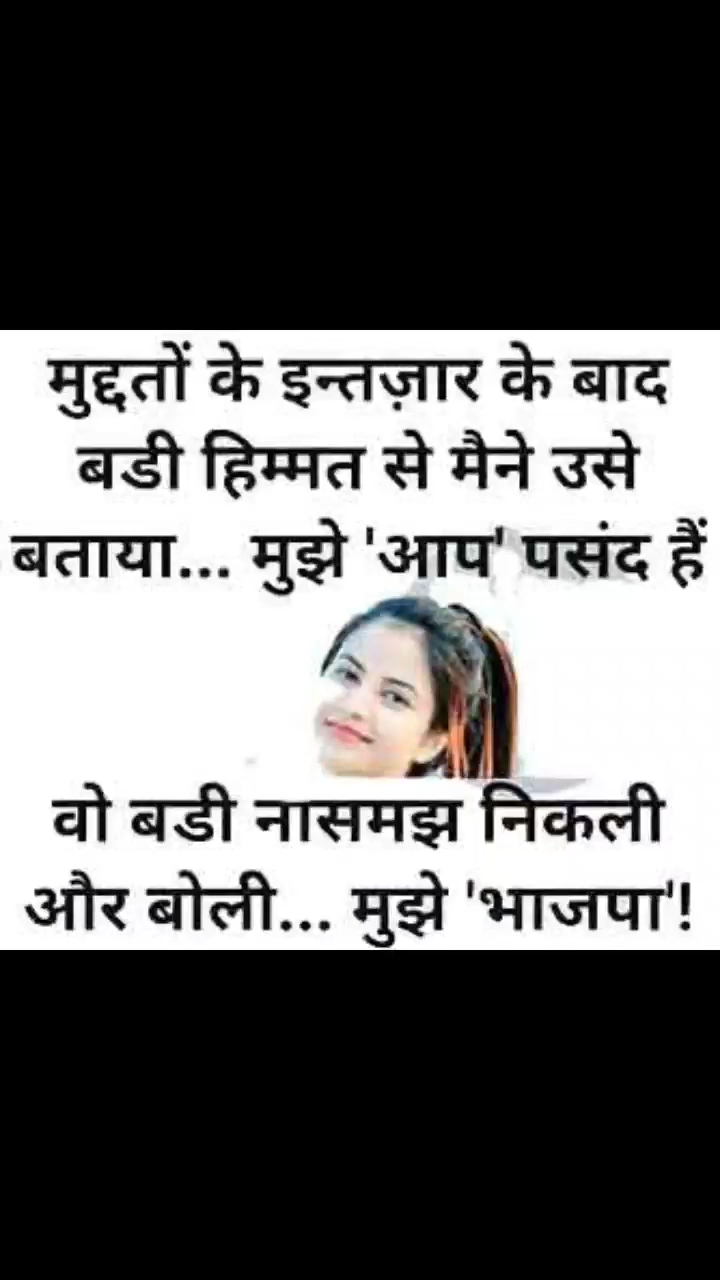 मुद्दतों के इन्तज़ार के बाद
बडी हिम्मत से मैने उसे
बताया... मुझे 'आप' पसंद हैं
वो बडी नासमझ निकली
और बोली... मुझे 'भाजपा'!